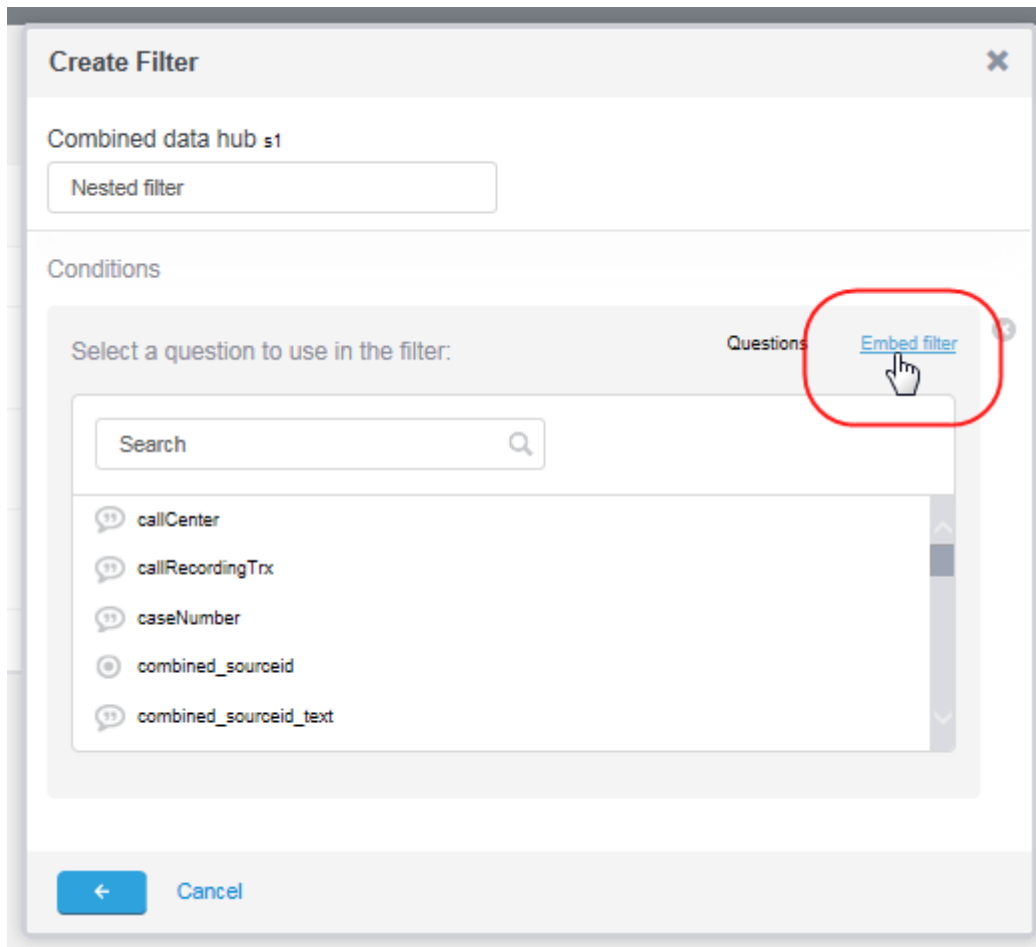 Create Filter
Combined data hub s1
Nested filter
Conditions
Select a question to use in the filter:
Questions
Embed filter
Search
callCenter
callRecordingTrx
caseNumber
combined_sourceid
combined_sourceid_text
Cancel